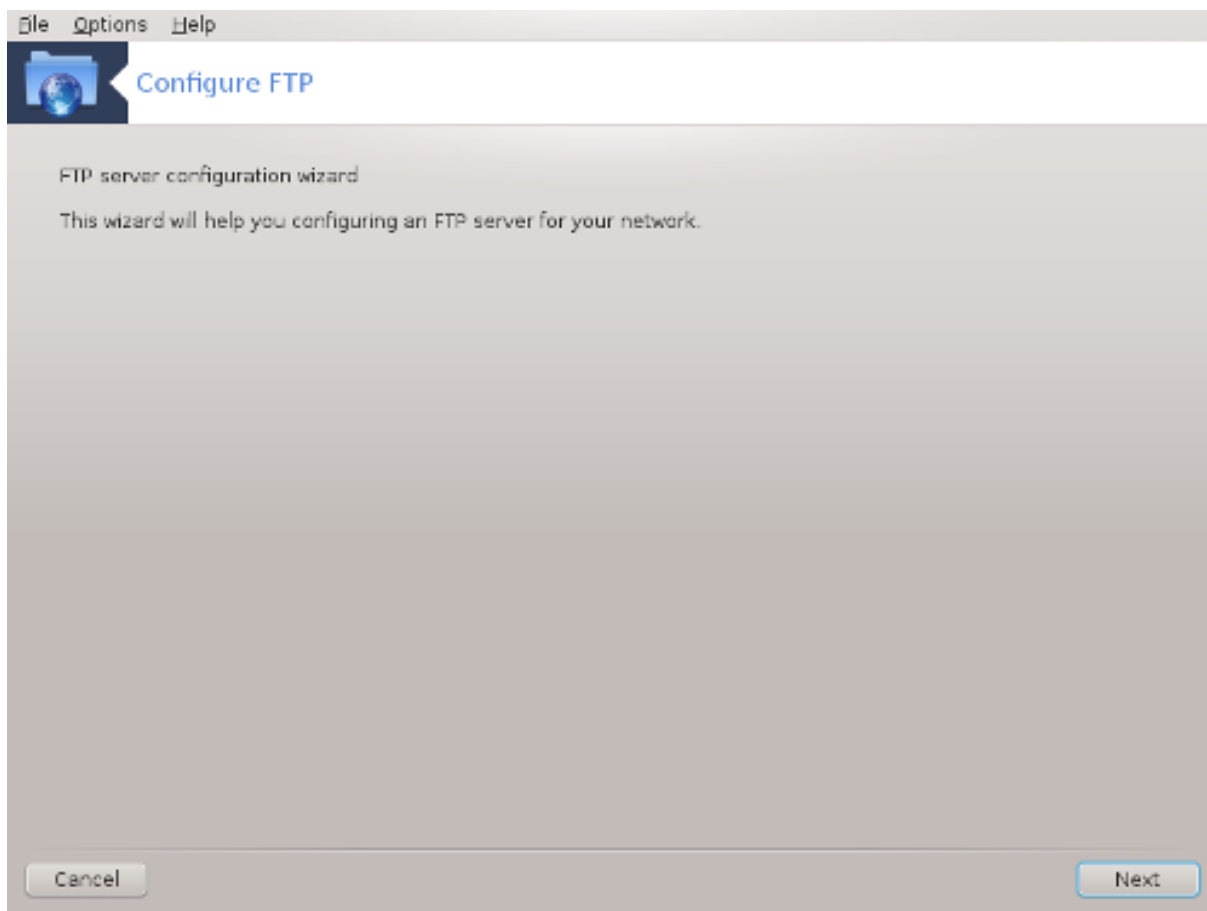 File Options Help
Configure FTP
FTP server configuration wizard
This wizard will help you configuring an FTP server for your network.
Cancel Next